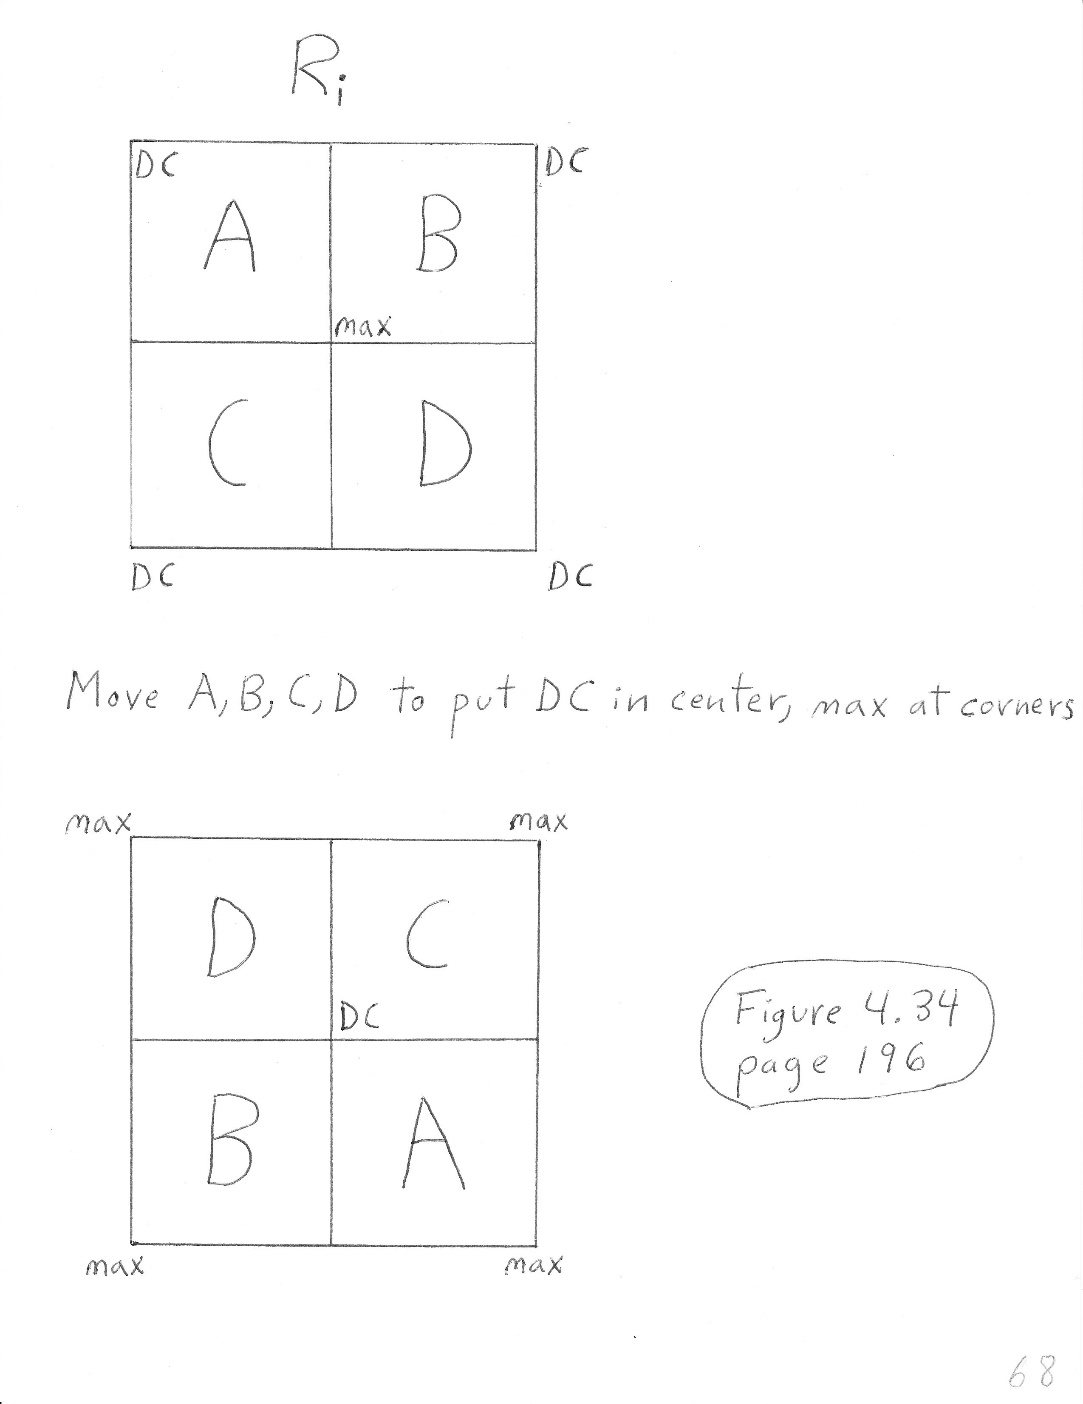 Ri
DC DC
A B
max
C D
DC DC
Move A, B, C, D to put DC in center, max at corners
max max
D C
DC
Figure 4.34
page 196
B A
max max
68